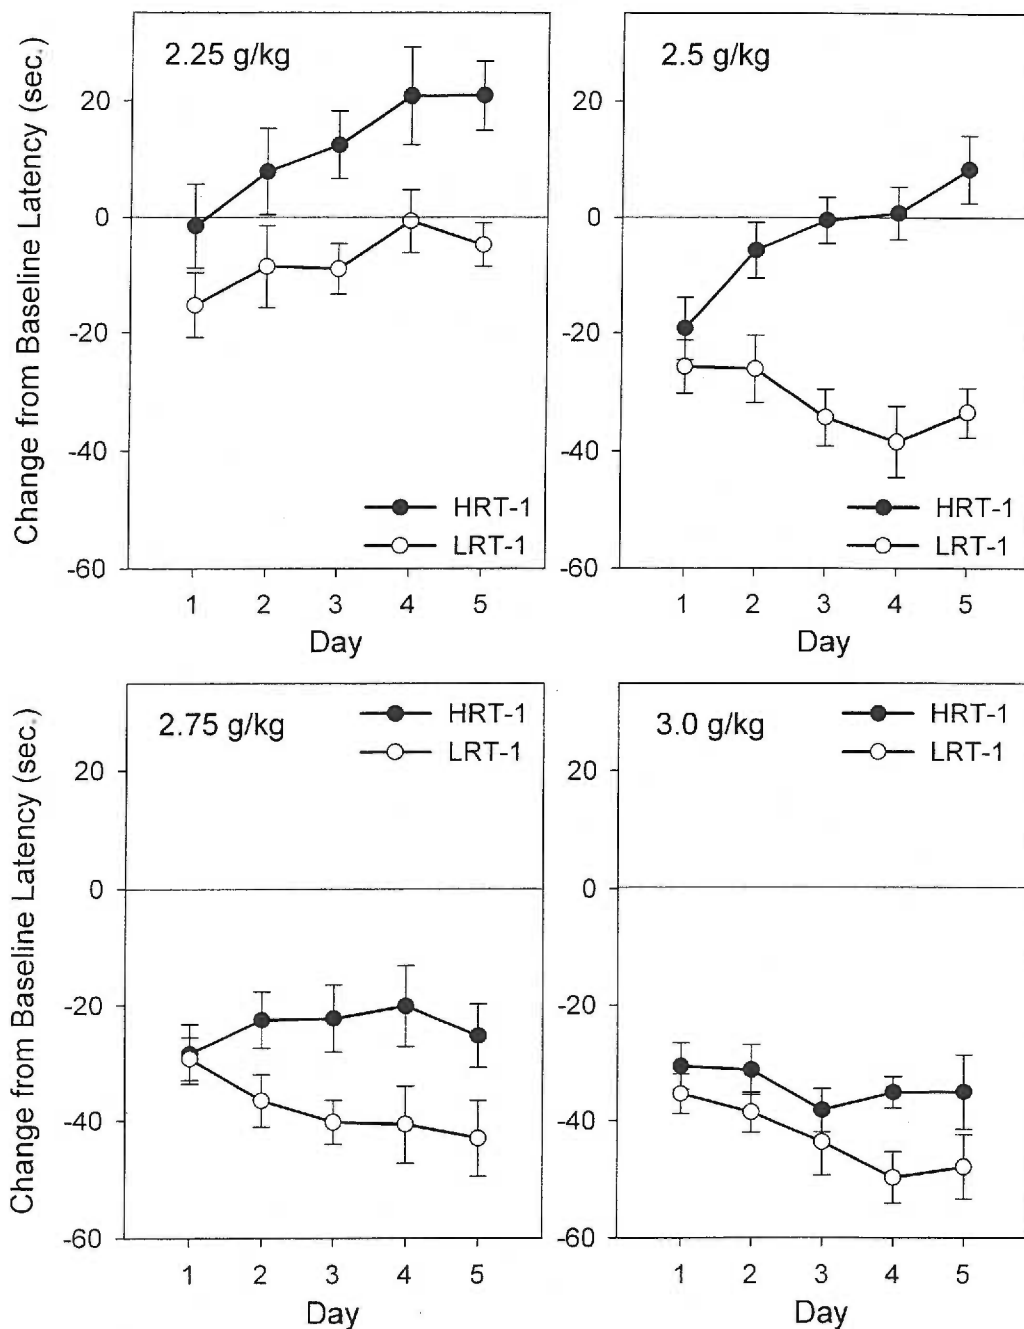 2.25 g/kg
Change from Baseline Latency (sec.)
20
0
-20
-40
-60
HRT-1
LRT-1
1 2 3 4 5
Day
2.5 g/kg
20
0
-20
-40
-60
HRT-1
LRT-1
1 2 3 4 5
Day
2.75 g/kg
HRT-1
LRT-1
Change from Baseline Latency (sec.)
20
0
-20
-40
-60
1 2 3 4 5
Day
3.0 g/kg
HRT-1
LRT-1
20
0
-20
-40
-60
1 2 3 4 5
Day